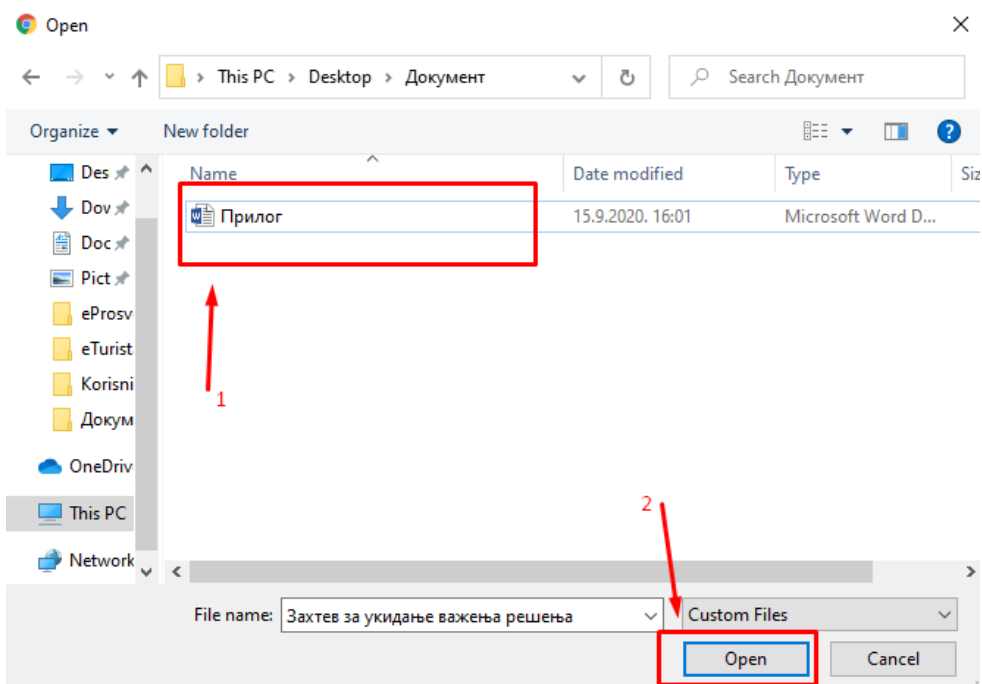 Open
This PC > Desktop > Документ
Search Документ
Organize
New folder
Name
Date modified
Type
Siz
Прилог
15.9.2020. 16:01
Microsoft Word D...
Des
Dov
Doc
Pict
eProsv
eTurist
Korisni
Докум
OneDriv
This PC
Network
1
2
File name:
Захтев за укидање важења решења
Custom Files
Open
Cancel